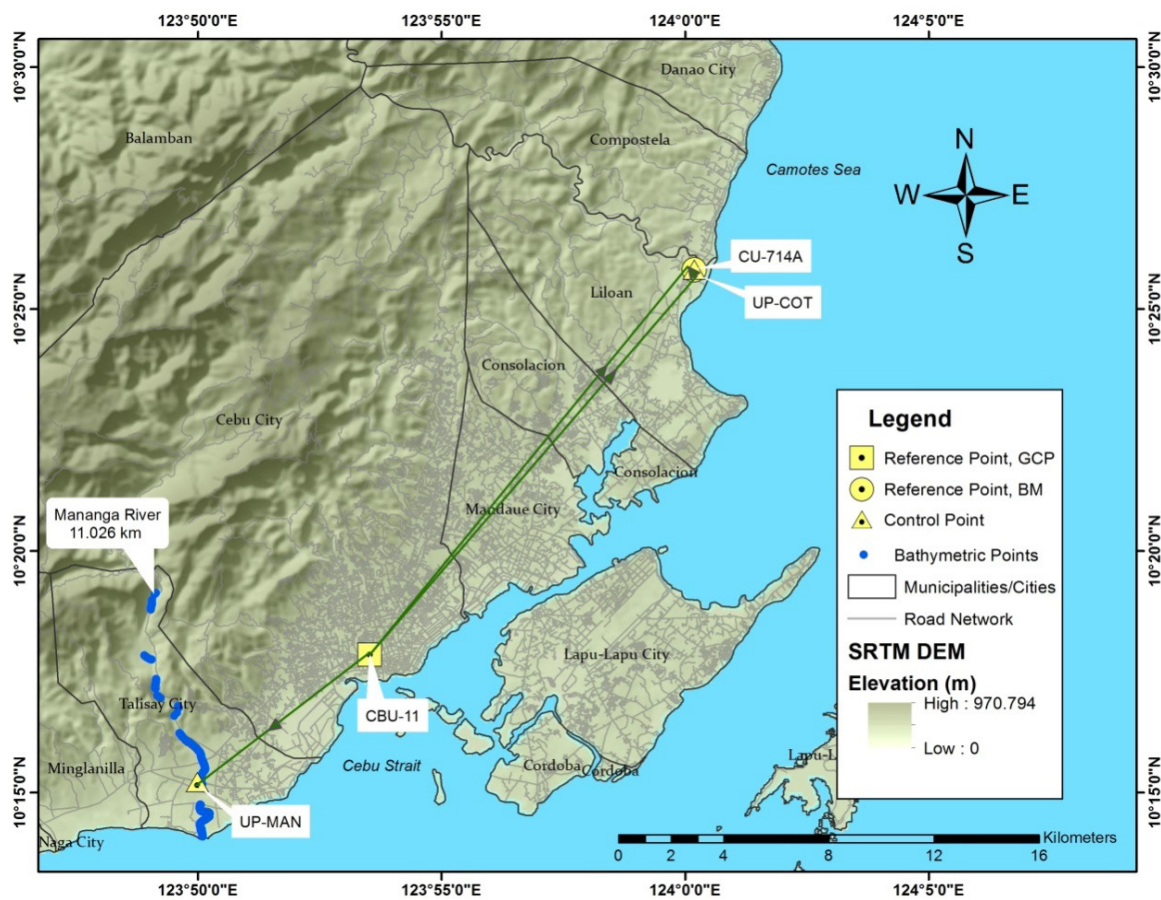 123°50'0"E
123°55'0"E
124°0'0"E
124°5'0"E
10°30'0"N
10°30'0"N
Danao City
Balamban
Compostela
Camotes Sea
N
W
E
S
CU-714A
UP-COT
Liloan
10°25'0"N
10°25'0"N
Consolacion
Cebu City
Consolacion
Mandaue City
Mananga River
11.026 km
10°20'0"N
10°20'0"N
Legend
Reference Point, GCP
Reference Point, BM
Control Point
Bathymetric Points
Municipalities/Cities
Road Network
SRTM DEM
Elevation (m)
High : 970.794
Low : 0
Lapu-Lapu City
Talisay City
CBU-11
Cebu Strait
Minglanilla
Cordoba
Cordoba
Lapu-L
10°15'0"N
10°15'0"N
UP-MAN
Naga City
Kilometers
0 2 4 8 12 16
123°50'0"E
123°55'0"E
124°0'0"E
124°5'0"E